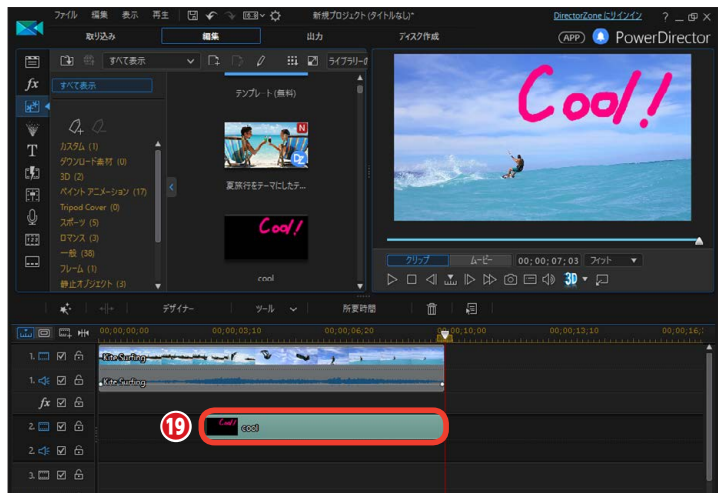 ファイル 編集 表示 再生 新規プロジェクト(タイトルなし)* DirectorZone にサインイン ?
取り込み 編集 出力 ディスク作成 (APP) PowerDirector
すべて表示 ライブラリーの
fx すべて表示
テンプレート (無料)
カスタム (1)
ダウンロード素材 (0)
3D (2)
ペイント アニメーション (17)
Tripod Cover (0)
スポーツ (5)
ロマンス (3)
一般 (38)
フレーム (1)
静止オブジェクト (3)
N
夏旅行をテーマにしたテ...
Cool!
cool
Cool!
クリップ ムービー 00;00;07;03 フィット
3D
デザイナー ツール 所要時間
00;00;00;00 00;00;03;10 00;00;06;20 00;00;10;00 00;00;13;10 00;00;16;
1. Kite Surfing
1. Kite Surfing
fx
2. ⑲ Cool! cool
2.
3.